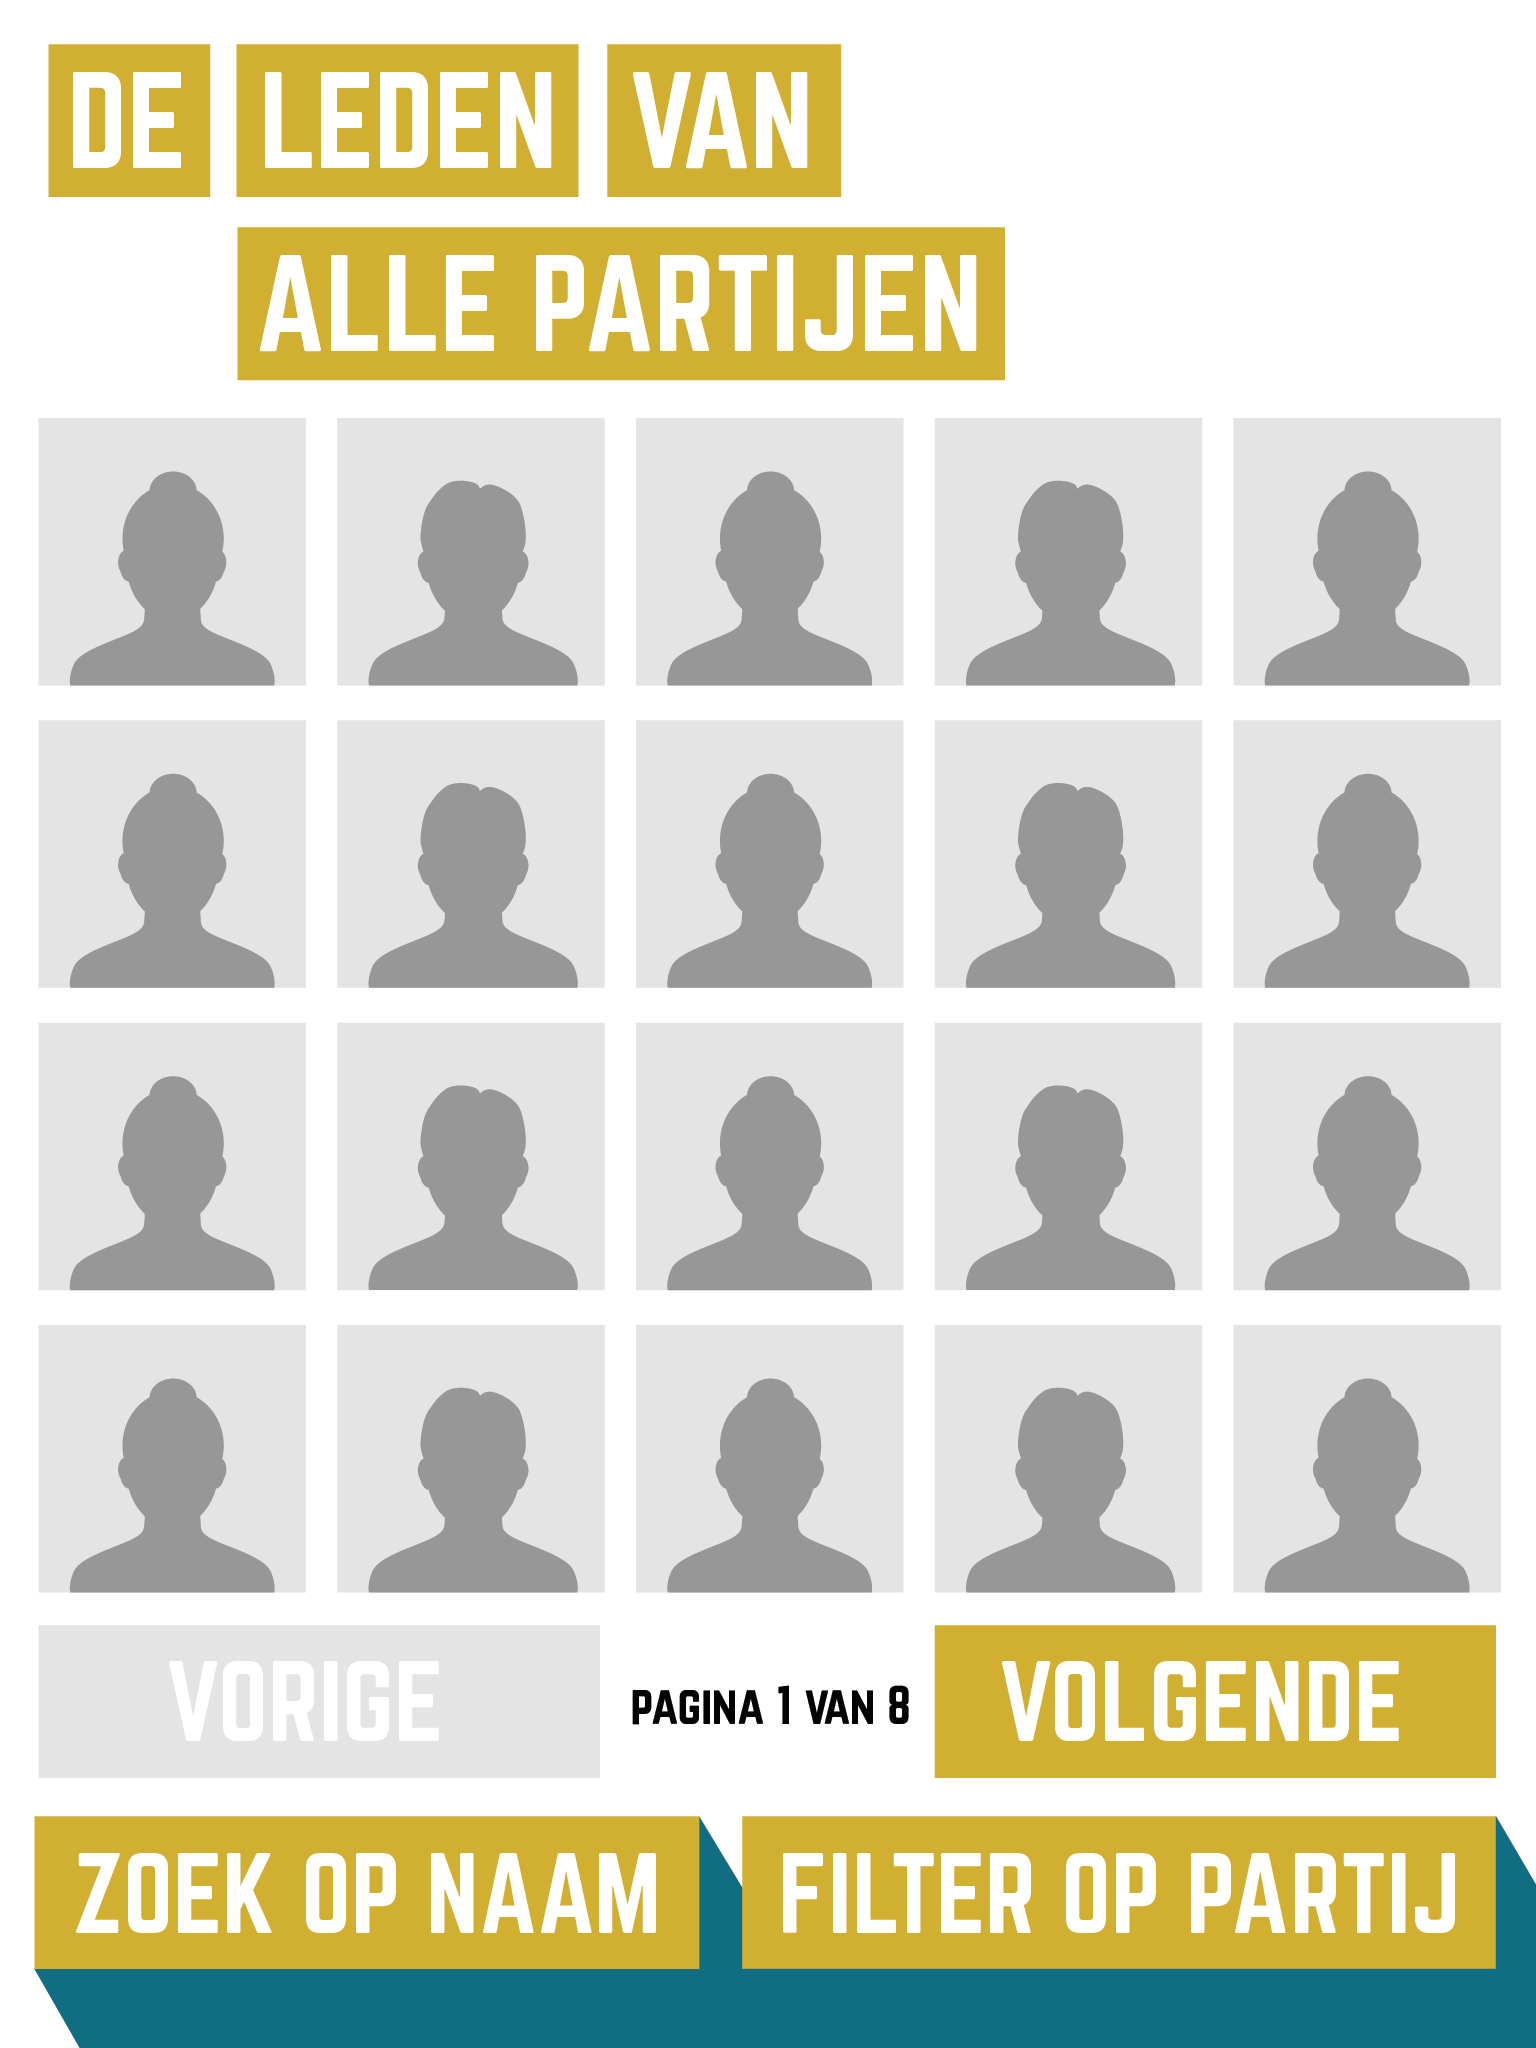 DE LEDEN VAN
ALLE PARTIJEN
VORIGE
PAGINA 1 VAN 8
VOLGENDE
ZOEK OP NAAM
FILTER OP PARTIJ